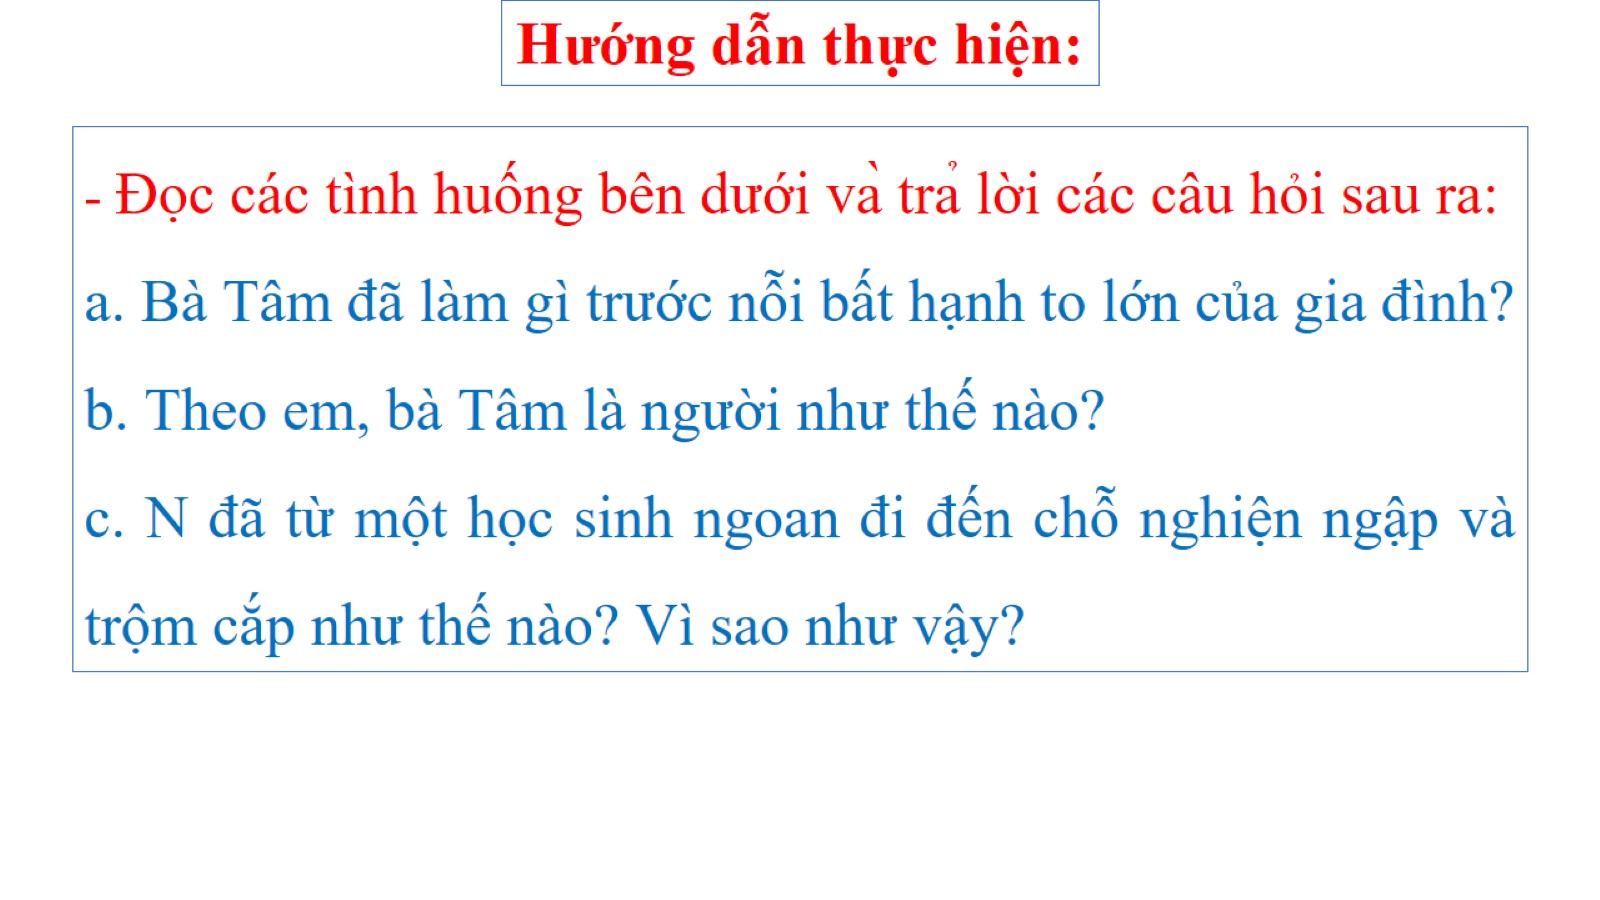 Hướng dẫn thực hiện:
- Đọc các tình huống bên dưới và trả lời các câu hỏi sau ra:
a. Bà Tâm đã làm gì trước nỗi bất hạnh to lớn của gia đình?
b. Theo em, bà Tâm là người như thế nào?
c. N đã từ một học sinh ngoan đi đến chỗ nghiện ngập và
trộm cắp như thế nào? Vì sao như vậy?